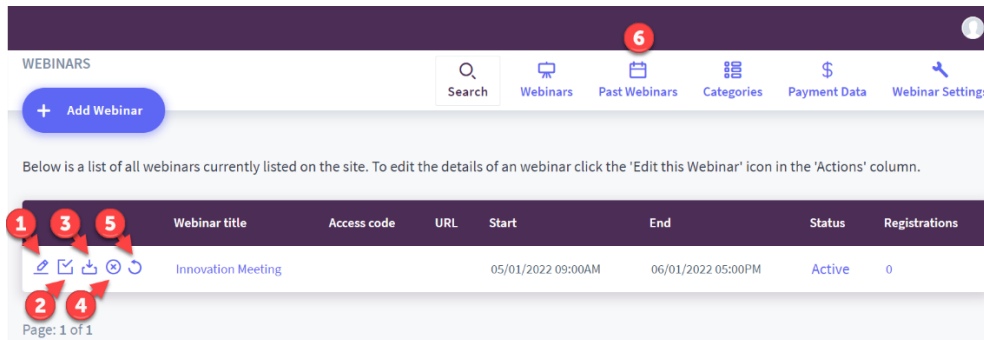 6
WEBINARS
Search Webinars Past Webinars Categories Payment Data Webinar Settings
+ Add Webinar
Below is a list of all webinars currently listed on the site. To edit the details of an webinar click the 'Edit this Webinar' icon in the 'Actions' column.
1 3 5 Webinar title Access code URL Start End Status Registrations
Innovation Meeting 05/01/2022 09:00AM 06/01/2022 05:00PM Active 0
2 4
Page: 1 of 1